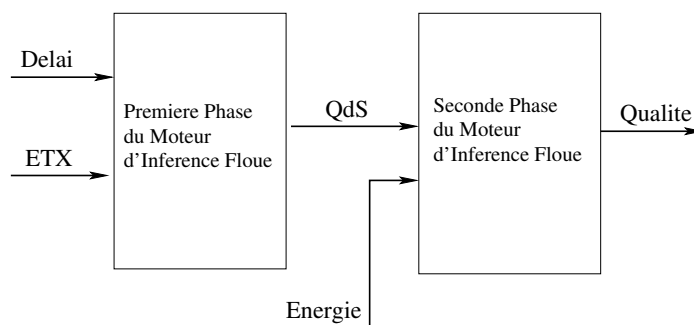 Delai
ETX
Premiere Phase
du Moteur
d'Inference Floue
QdS
Energie
Seconde Phase
du Moteur
d'Inference Floue
Qualite